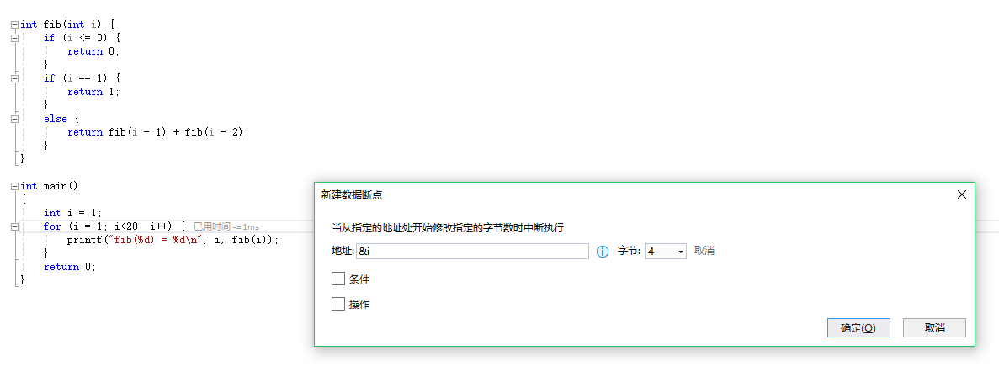 int fib(int i) {
if (i <= 0) {
return 0;
}
if (i == 1) {
return 1;
}
else {
return fib(i - 1) + fib(i - 2);
}
}
int main()
{
int i = 1;
for (i = 1; i<20; i++) { 已用时间<=1ms
printf("fib(%d) = %d\n", i, fib(i));
}
return 0;
}
新建数据断点
当从指定的地址处开始修改指定的字节数时中断执行
地址: &i 字节: 4 取消
条件
操作
确定(O) 取消